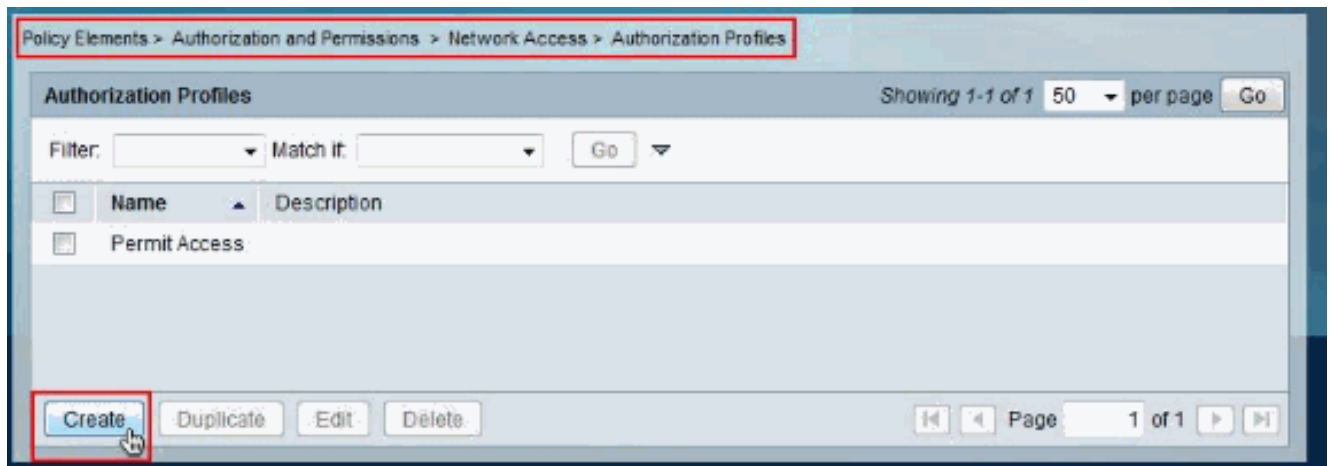 Policy Elements > Authorization and Permissions > Network Access > Authorization Profiles
Authorization Profiles Showing 1-1 of 1 50 per page Go
Filter: Match if: Go
Name Description
Permit Access
Create Duplicate Edit Delete Page 1 of 1